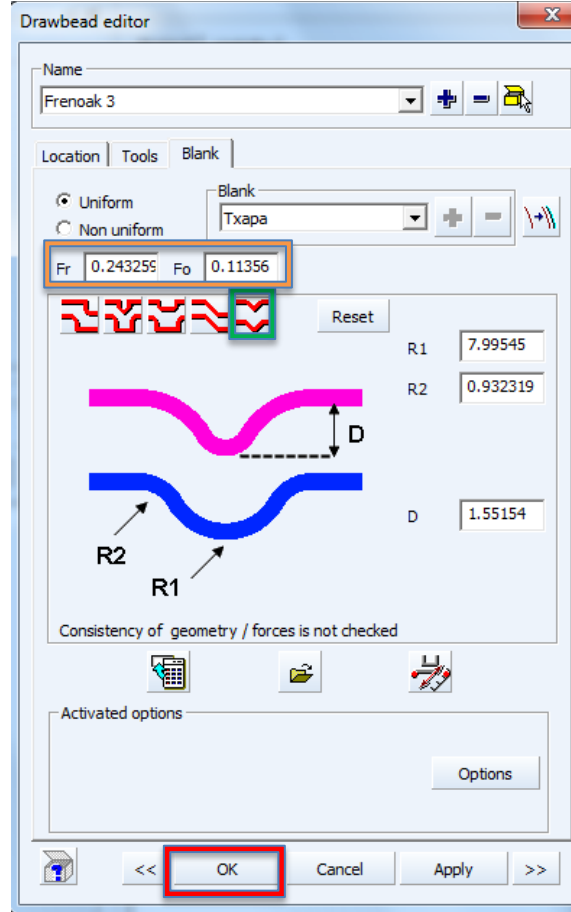 Drawbead editor
Name
Frenoak 3
Location Tools Blank
Uniform
Non uniform
Blank
Txapa
Fr 0.243259 Fo 0.11356
Reset
R1 7.99545
R2 0.932319
D
D 1.55154
R2
R1
Consistency of geometry / forces is not checked
Activated options
Options
<< OK Cancel Apply >>